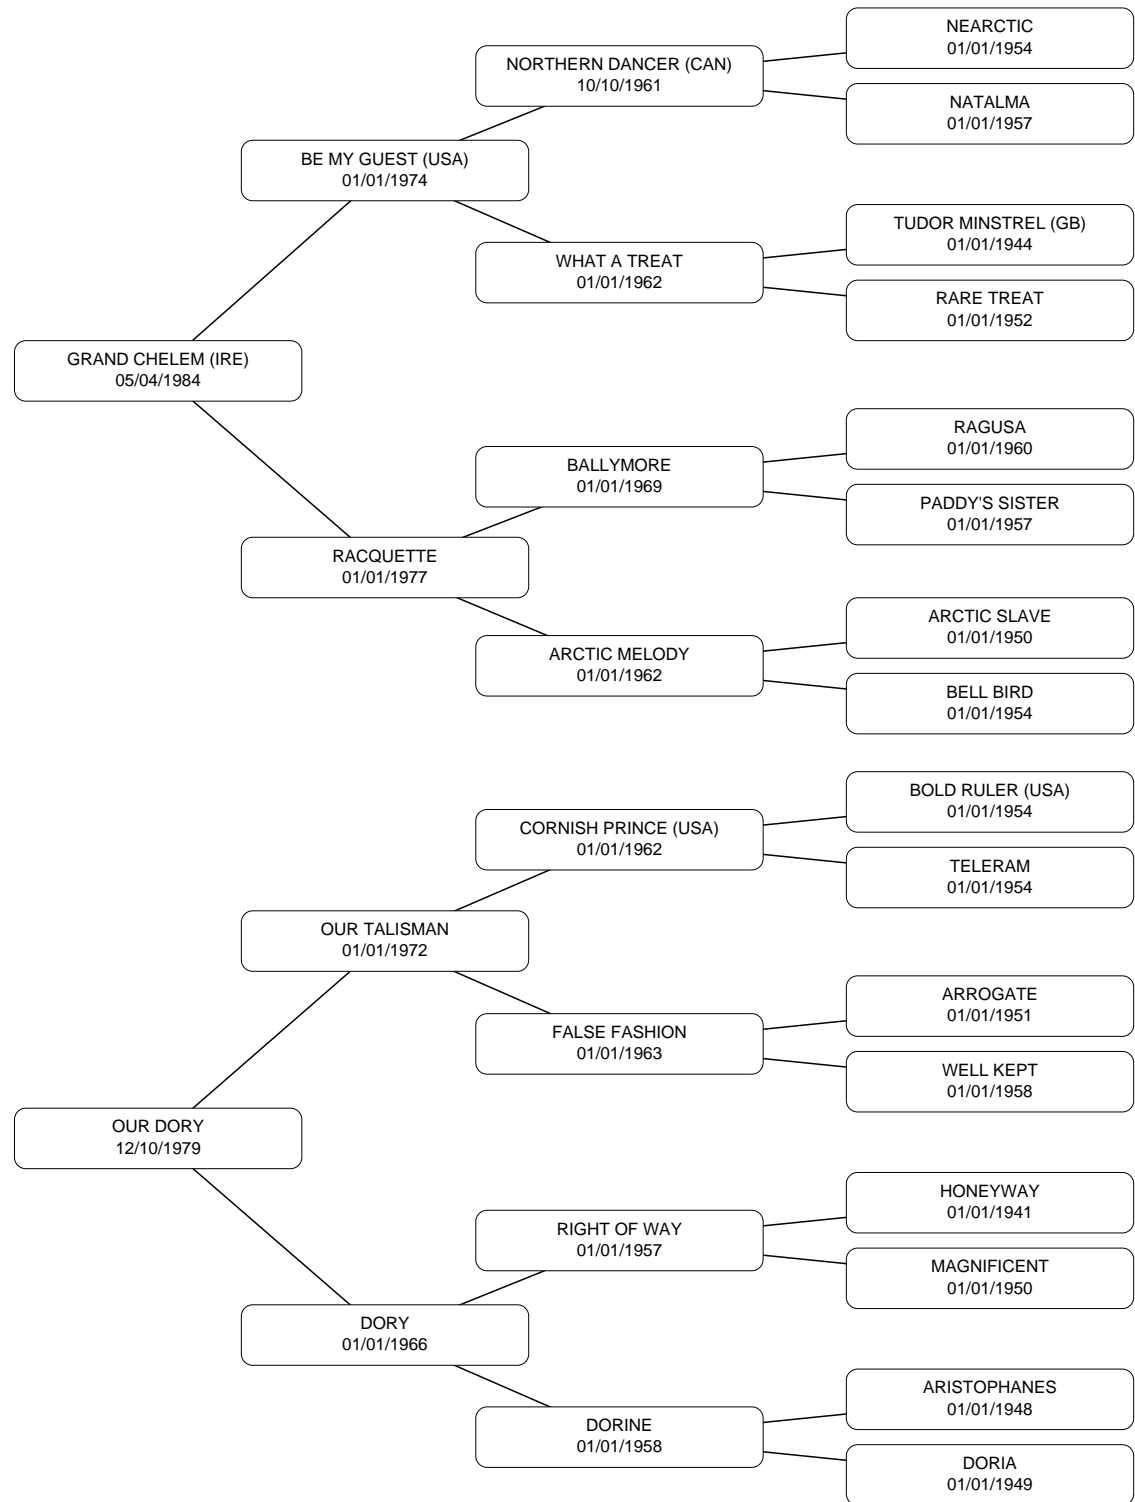 NEARCTIC
01/01/1954
NORTHERN DANCER (CAN)
10/10/1961
NATALMA
01/01/1957
BE MY GUEST (USA)
01/01/1974
TUDOR MINSTREL (GB)
01/01/1944
WHAT A TREAT
01/01/1962
RARE TREAT
01/01/1952
GRAND CHELEM (IRE)
05/04/1984
RAGUSA
01/01/1960
BALLYMORE
01/01/1969
PADDY'S SISTER
01/01/1957
RACQUETTE
01/01/1977
ARCTIC SLAVE
01/01/1950
ARCTIC MELODY
01/01/1962
BELL BIRD
01/01/1954
BOLD RULER (USA)
01/01/1954
CORNISH PRINCE (USA)
01/01/1962
TELERAM
01/01/1954
OUR TALISMAN
01/01/1972
ARROGATE
01/01/1951
FALSE FASHION
01/01/1963
WELL KEPT
01/01/1958
OUR DORY
12/10/1979
HONEYWAY
01/01/1941
RIGHT OF WAY
01/01/1957
MAGNIFICENT
01/01/1950
DORY
01/01/1966
ARISTOPHANES
01/01/1948
DORINE
01/01/1958
DORIA
01/01/1949